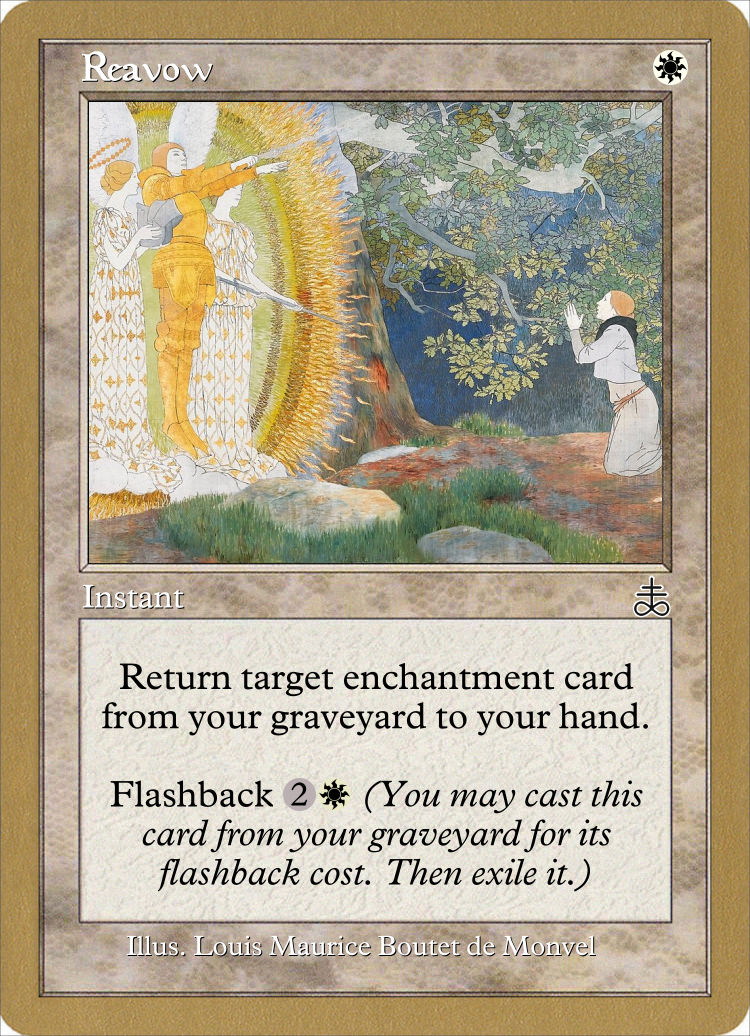 Reavow
Instant
Return target enchantment card
from your graveyard to your hand.
Flashback 2 (You may cast this
card from your graveyard for its
flashback cost. Then exile it.)
Illus. Louis Maurice Boutet de Monvel